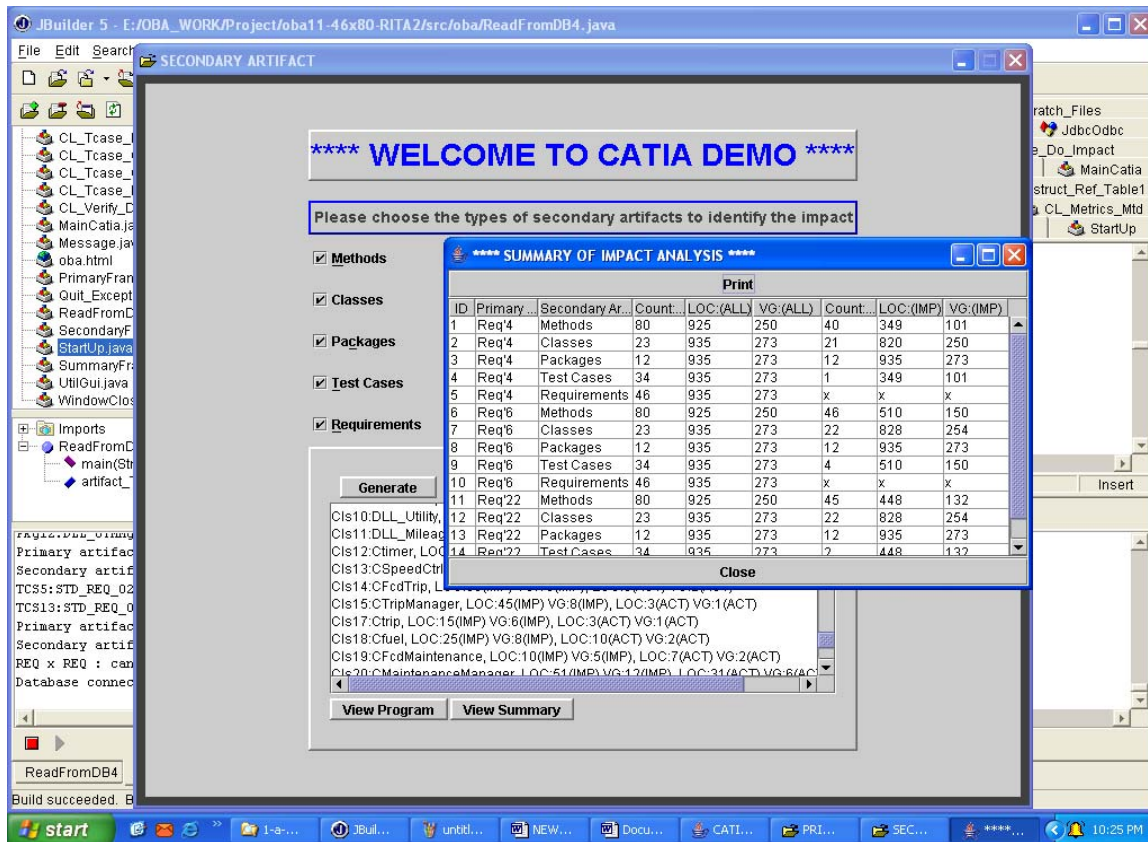 JBuilder 5 - E:/OBA_WORK/Project/oba11-46x80-RITA2/src/oba/ReadFromDB4.java
File Edit Search
SECONDARY ARTIFACT
CL_Tcase_
CL_Tcase_
CL_Tcase_
CL_Tcase_
CL_Verify_D
MainCatia.ja
Message.jav
oba.html
PrimaryFran
Quit_Except
ReadFromD
SecondaryF
StartUp.java
SummaryFra
UtilGui.java
WindowClos
Imports
ReadFromD
main(Str
artifact_T
Primary artifac
Secondary artif
TCS5:STD_REQ_02
TCS13:STD_REQ_0
Primary artifac
Secondary artif
REQ x REQ : can
Database connec
ReadFromDB4
Build succeeded. B
**** WELCOME TO CATIA DEMO ****
Please choose the types of secondary artifacts to identify the impact
Methods
Classes
Packages
Test Cases
Requirements
Generate
Cls10:DLL_Utility,
Cls11:DLL_Mileag
Cls12:Ctimer, LOC
Cls13:CSpeedCtrl
Cls14:CFcdTrip,
Cls15:CTripManager, LOC:45(IMP) VG:8(IMP), LOC:3(ACT) VG:1(ACT)
Cls17:Ctrip, LOC:15(IMP) VG:6(IMP), LOC:3(ACT) VG:1(ACT)
Cls18:Cfuel, LOC:25(IMP) VG:8(IMP), LOC:10(ACT) VG:2(ACT)
Cls19:CFcdMaintenance, LOC:10(IMP) VG:5(IMP), LOC:7(ACT) VG:2(ACT)
Cls20:CMaintenanceManager, LOC:51(IMP) VG:17(IMP), LOC:31(ACT) VG:6(AC
View Program View Summary
**** SUMMARY OF IMPACT ANALYSIS ****
Print
ID Primary ... Secondary Ar... Count:... LOC:(ALL) VG:(ALL) Count:... LOC:(IMP) VG:(IMP)
1 Req'4 Methods 80 925 250 40 349 101
2 Req'4 Classes 23 935 273 21 820 250
3 Req'4 Packages 12 935 273 12 935 273
4 Req'4 Test Cases 34 935 273 1 349 101
5 Req'4 Requirements 46 935 273 x x x
6 Req'6 Methods 80 925 250 46 510 150
7 Req'6 Classes 23 935 273 22 828 254
8 Req'6 Packages 12 935 273 12 935 273
9 Req'6 Test Cases 34 935 273 4 510 150
10 Req'6 Requirements 46 935 273 x x x
11 Req'22 Methods 80 925 250 45 448 132
12 Req'22 Classes 23 935 273 22 828 254
13 Req'22 Packages 12 935 273 12 935 273
14 Req'22 Test Cases 34 935 273 2 448 132
Close
ratch_Files
JdbcOdbc
e_Do_Impact
MainCatia
struct_Ref_Table1
CL_Metrics_Mtd
StartUp
Insert
start
1-a-...
JBuil...
untitl...
NEW...
Docu...
CATI...
PRI...
SEC...
****...
10:25 PM